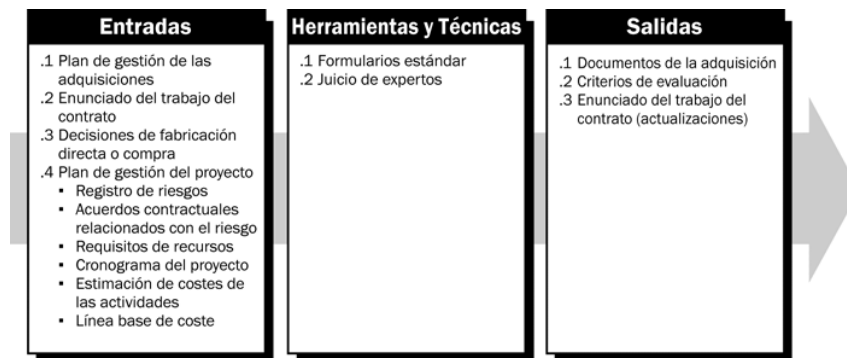 Entradas
.1 Plan de gestión de las
adquisiciones
.2 Enunciado del trabajo del
contrato
.3 Decisiones de fabricación
directa o compra
.4 Plan de gestión del proyecto
▪ Registro de riesgos
▪ Acuerdos contractuales
relacionados con el riesgo
▪ Requisitos de recursos
▪ Cronograma del proyecto
▪ Estimación de costes de
las actividades
▪ Línea base de coste
Herramientas y Técnicas
.1 Formularios estándar
.2 Juicio de expertos
Salidas
.1 Documentos de la adquisición
.2 Criterios de evaluación
.3 Enunciado del trabajo del
contrato (actualizaciones)